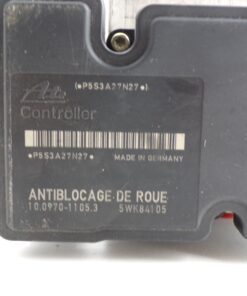 (•P5S3A27N27•)
Ate
Controller
•P5S3A27N27• MADE IN GERMANY
ANTIBLOCAGE DE ROUE
10.0970-1105.3 5WK84105